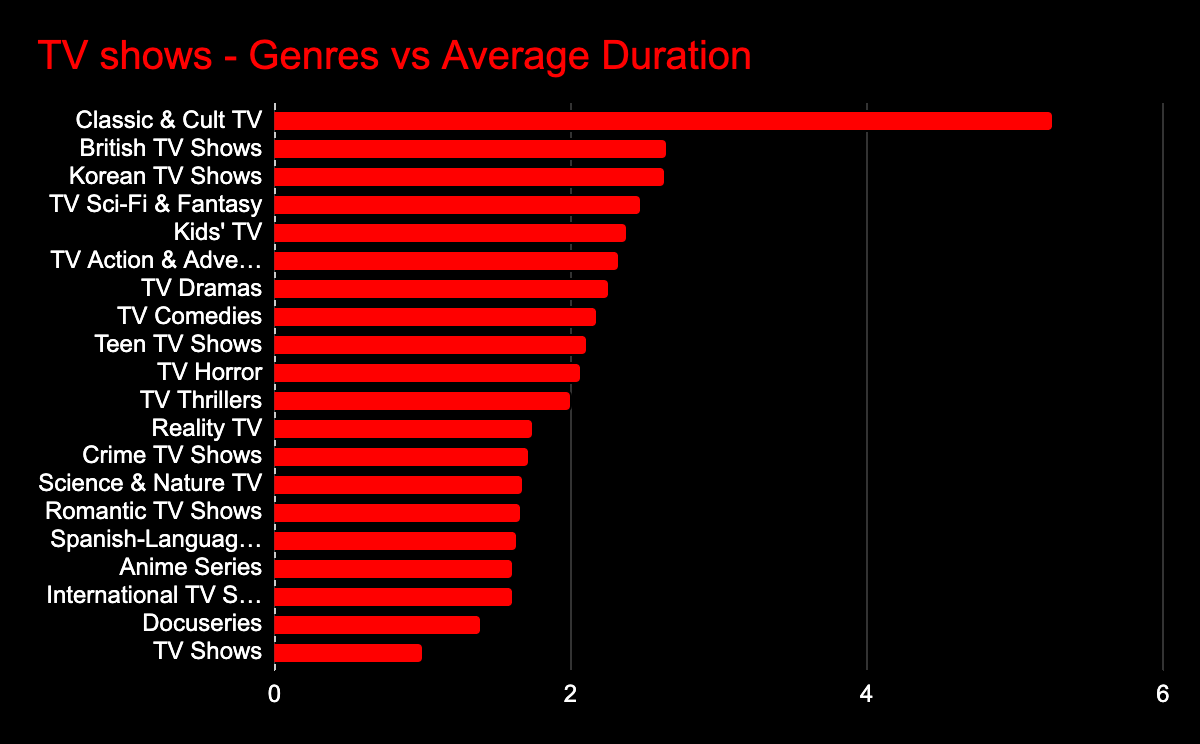 TV shows - Genres vs Average Duration
Classic & Cult TV
British TV Shows
Korean TV Shows
TV Sci-Fi & Fantasy
Kids' TV
TV Action & Adve…
TV Dramas
TV Comedies
Teen TV Shows
TV Horror
TV Thrillers
Reality TV
Crime TV Shows
Science & Nature TV
Romantic TV Shows
Spanish-Languag…
Anime Series
International TV S…
Docuseries
TV Shows
0 2 4 6